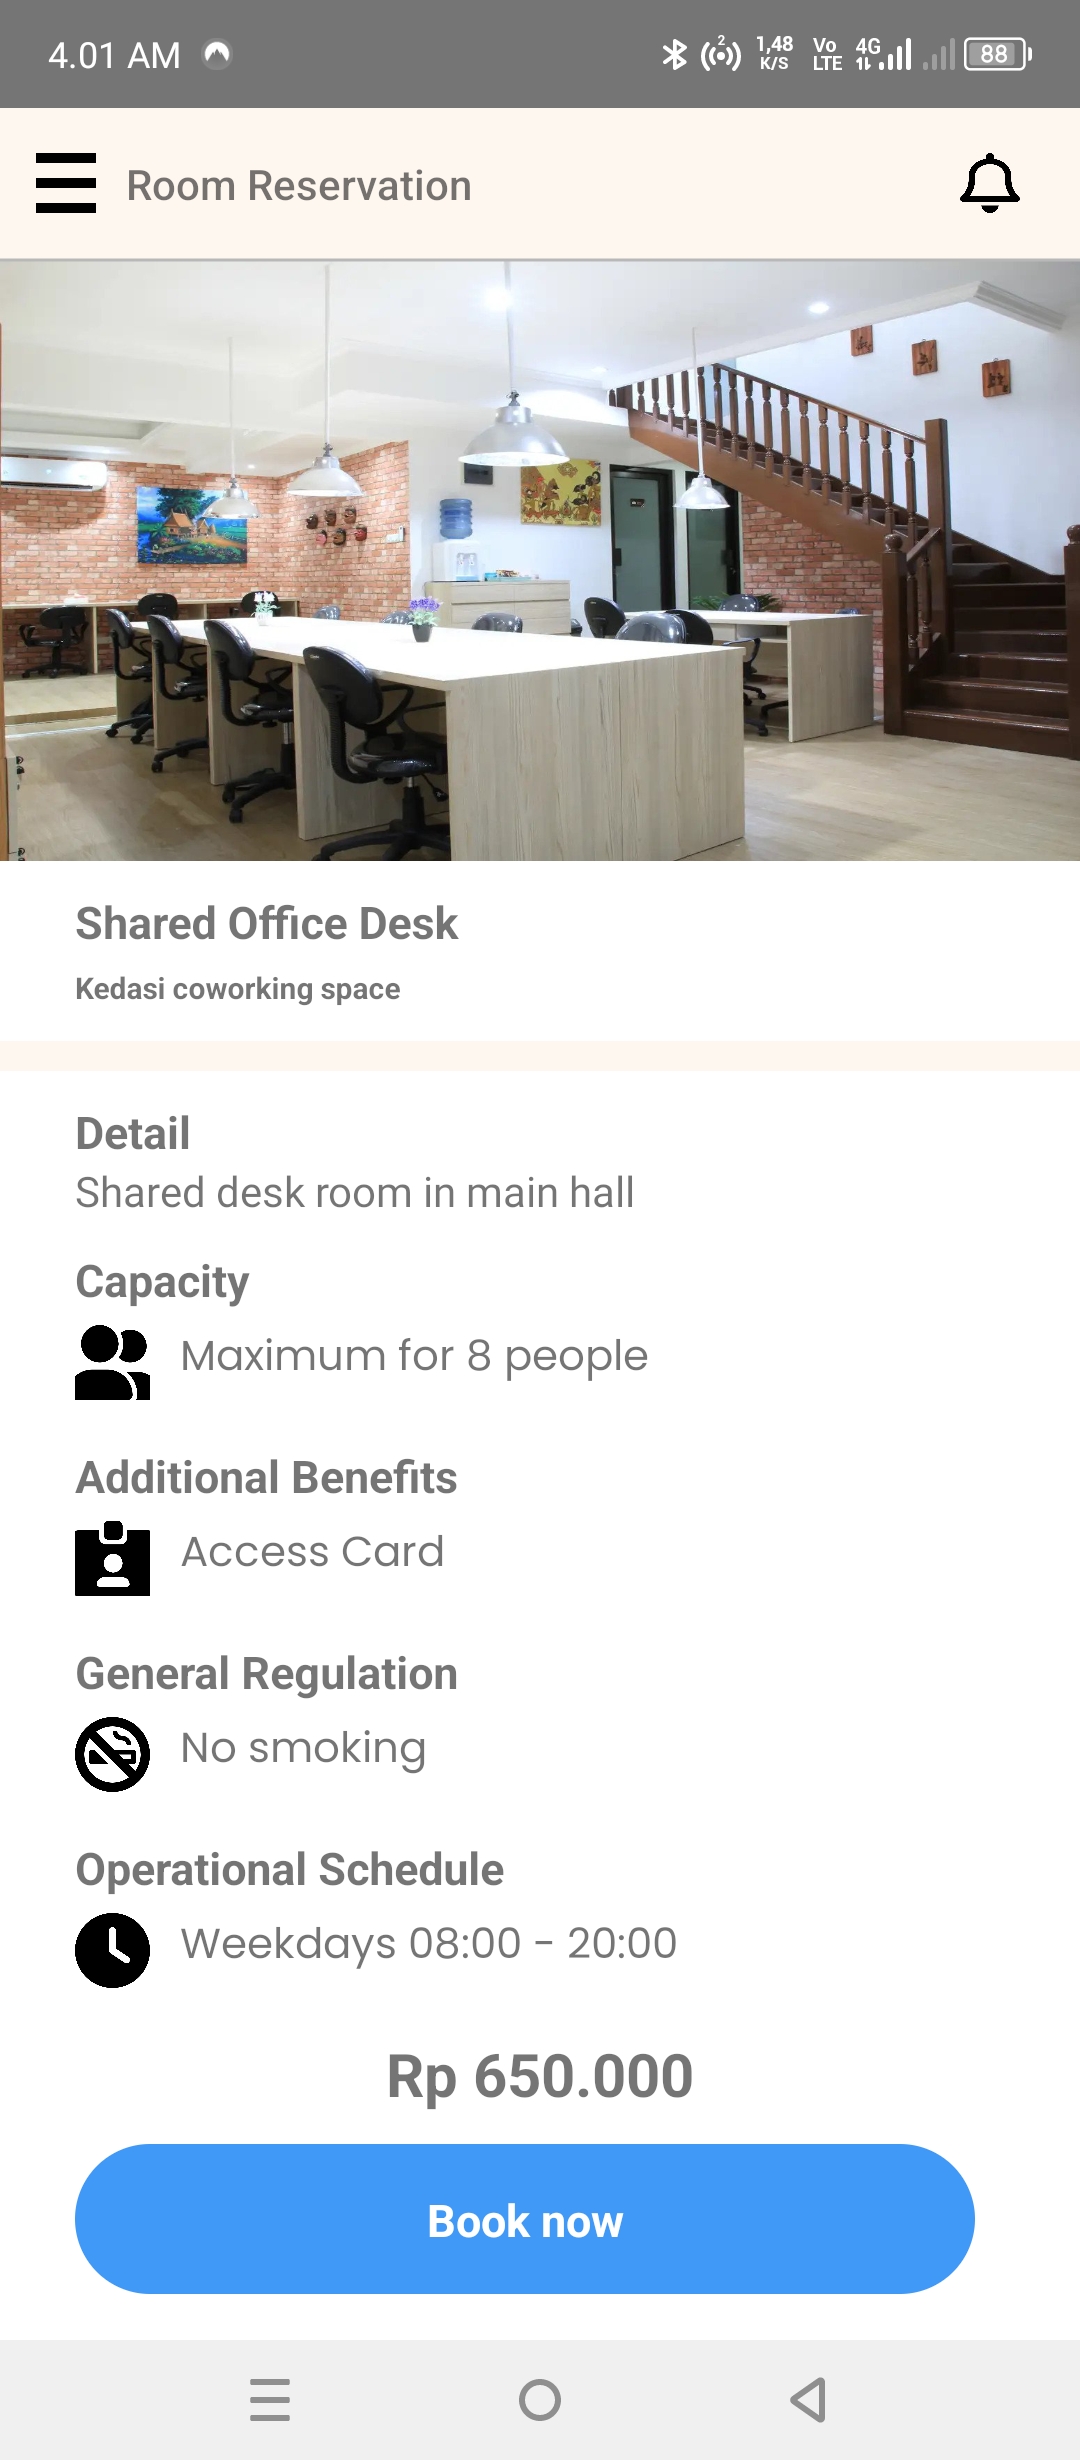 4.01 AM
2
1,48 K/S
Vo LTE
4G
88
Room Reservation
Shared Office Desk
Kedasi coworking space
Detail
Shared desk room in main hall
Capacity
Maximum for 8 people
Additional Benefits
Access Card
General Regulation
No smoking
Operational Schedule
Weekdays 08:00 - 20:00
Rp 650.000
Book now